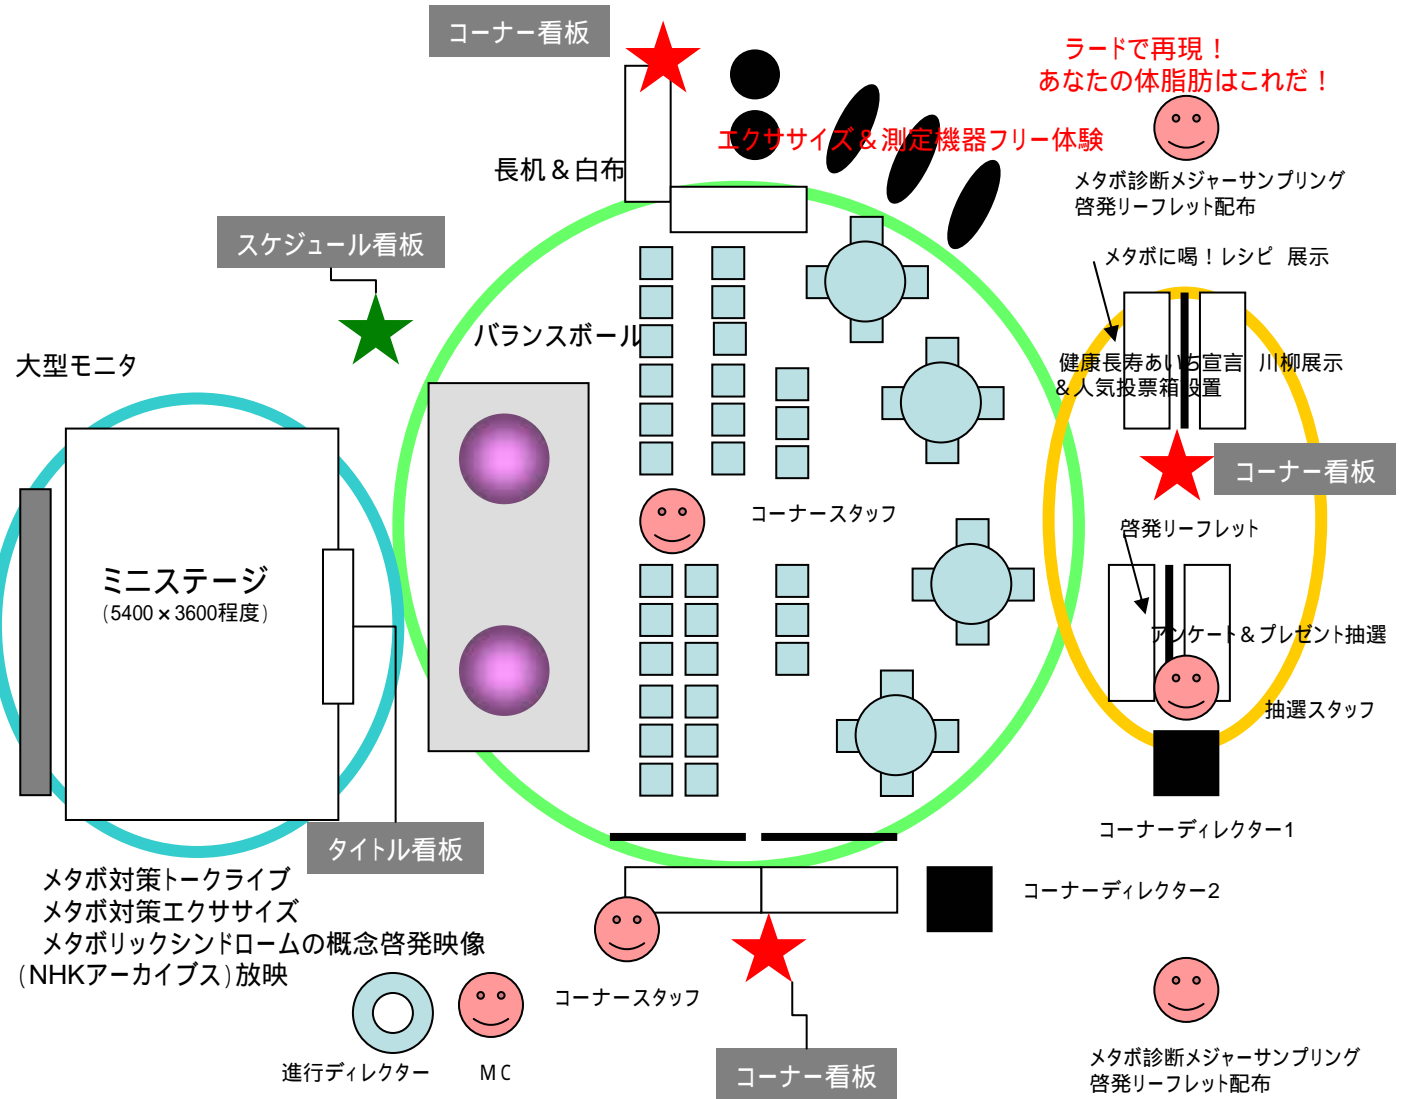 コーナー看板
ラードで再現！
あなたの体脂肪はこれだ！
エクササイズ＆測定機器フリー体験
長机＆白布
メタボ診断メジャーサンプリング
啓発リーフレット配布
スケジュール看板
メタボに喝！レシピ 展示
バランスボール
大型モニタ
健康長寿あいち宣言 川柳展示
＆人気投票箱設置
コーナー看板
コーナースタッフ
啓発リーフレット
ミニステージ
（5400×3600程度）
アンケート＆プレゼント抽選
抽選スタッフ
コーナーディレクター1
タイトル看板
メタボ対策トークライブ
メタボ対策エクササイズ
メタボリックシンドロームの概念啓発映像
（NHKアーカイブス）放映
コーナーディレクター2
コーナースタッフ
進行ディレクター
MC
コーナー看板
メタボ診断メジャーサンプリング
啓発リーフレット配布